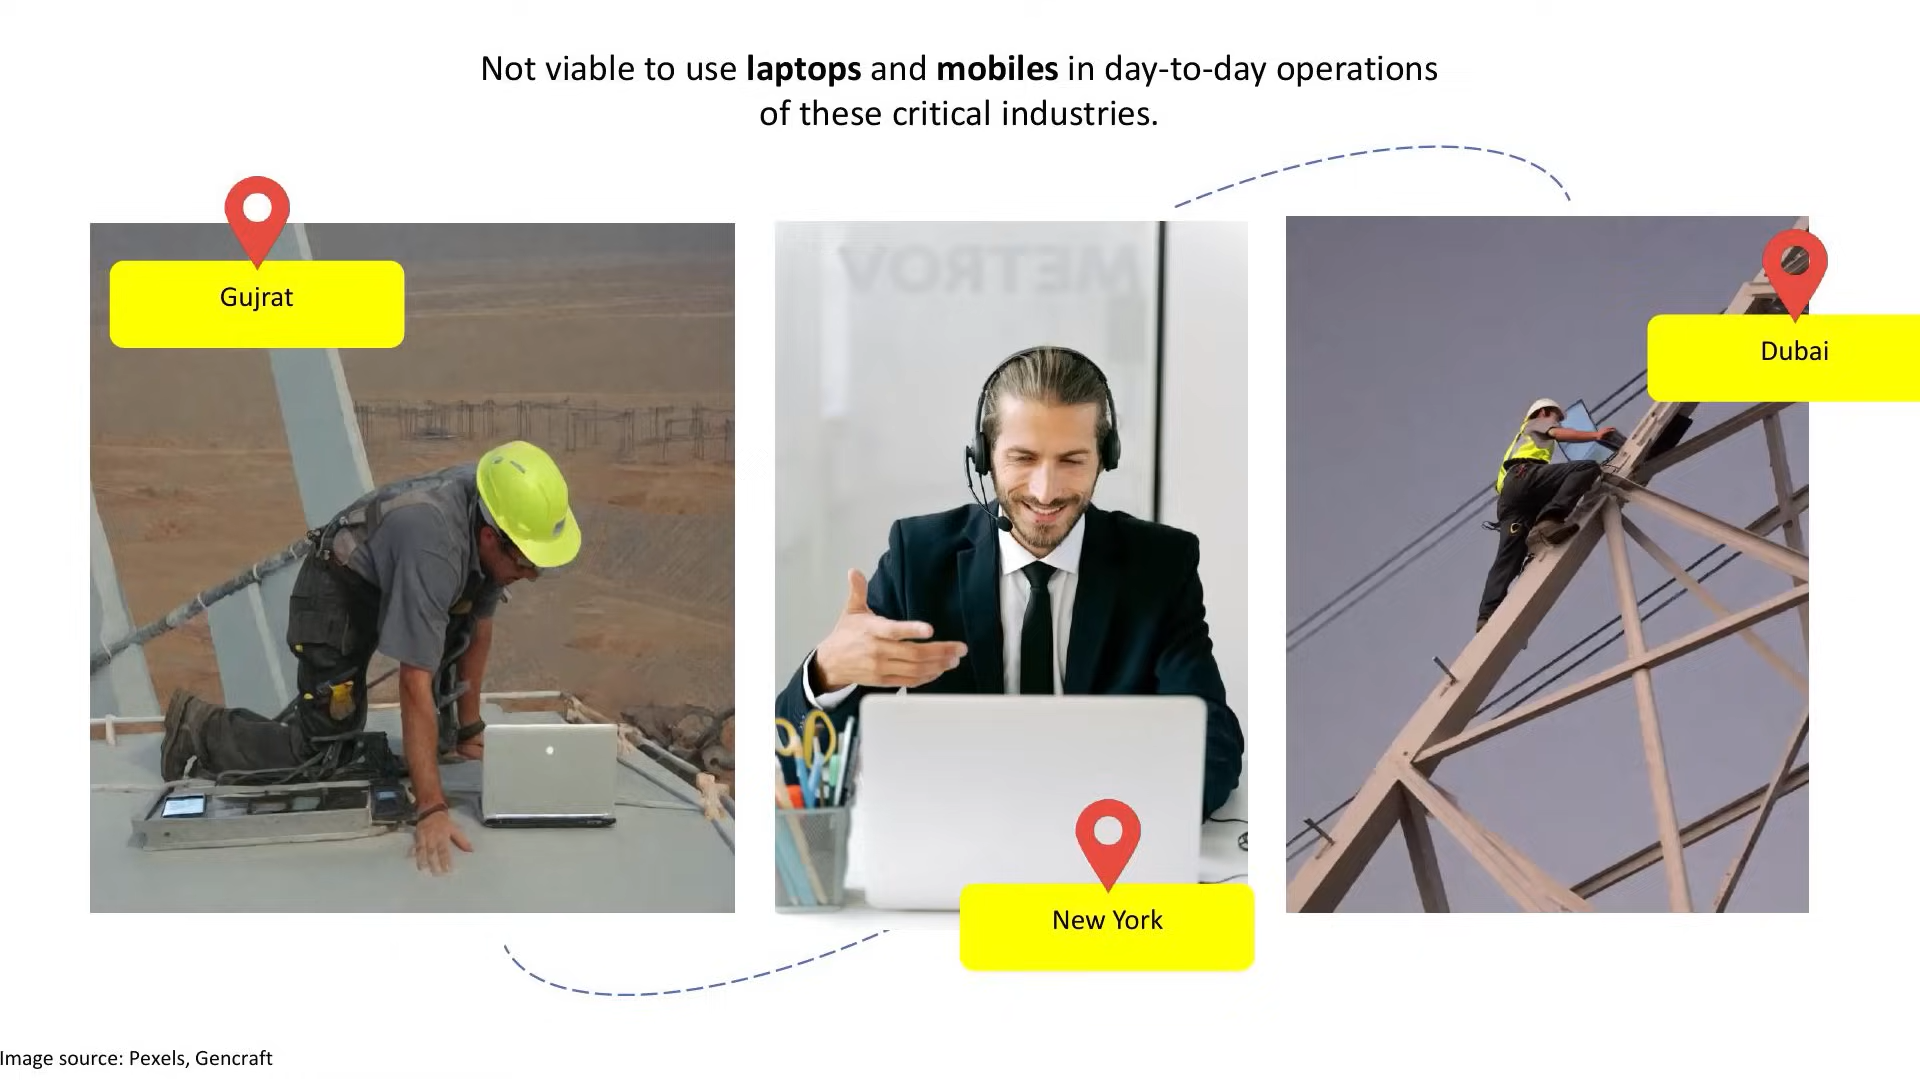 Not viable to use laptops and mobiles in day-to-day operations
of these critical industries.
Gujrat
Dubai
METROV
New York
Image source: Pexels, Gencraft